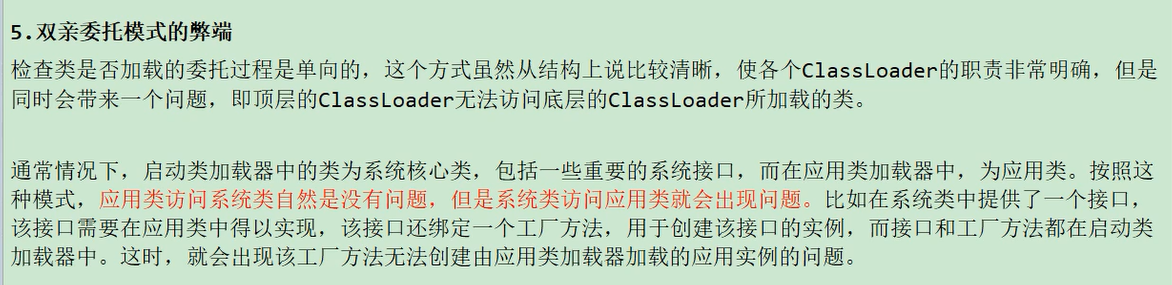 5.双亲委托模式的弊端
检查类是否加载的委托过程是单向的，这个方式虽然从结构上说比较清晰，使各个ClassLoader的职责非常明确，但是
同时会带来一个问题，即顶层的ClassLoader无法访问底层的ClassLoader所加载的类。
通常情况下，启动类加载器中的类为系统核心类，包括一些重要的系统接口，而在应用类加载器中，为应用类。按照这
种模式，应用类访问系统类自然是没有问题，但是系统类访问应用类就会出现问题。比如在系统类中提供了一个接口，
该接口需要在应用类中得以实现，该接口还绑定一个工厂方法，用于创建该接口的实例，而接口和工厂方法都在启动类
加载器中。这时，就会出现该工厂方法无法创建由应用类加载器加载的应用实例的问题。